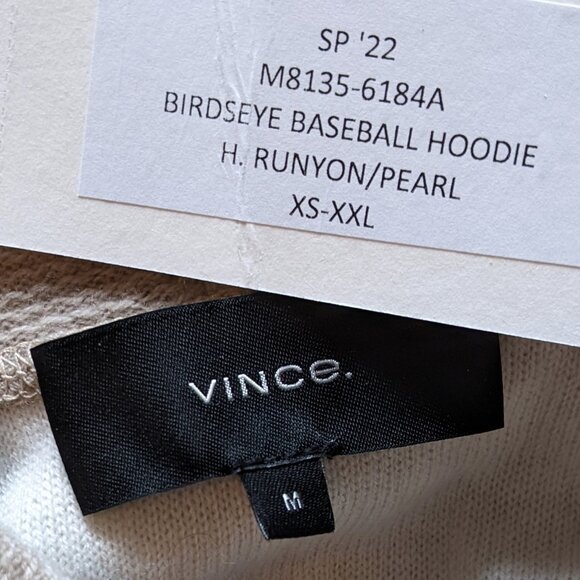 SP '22
M8135-6184A
BIRDSEYE BASEBALL HOODIE
H. RUNYON/PEARL
XS-XXL
VINCe.
M